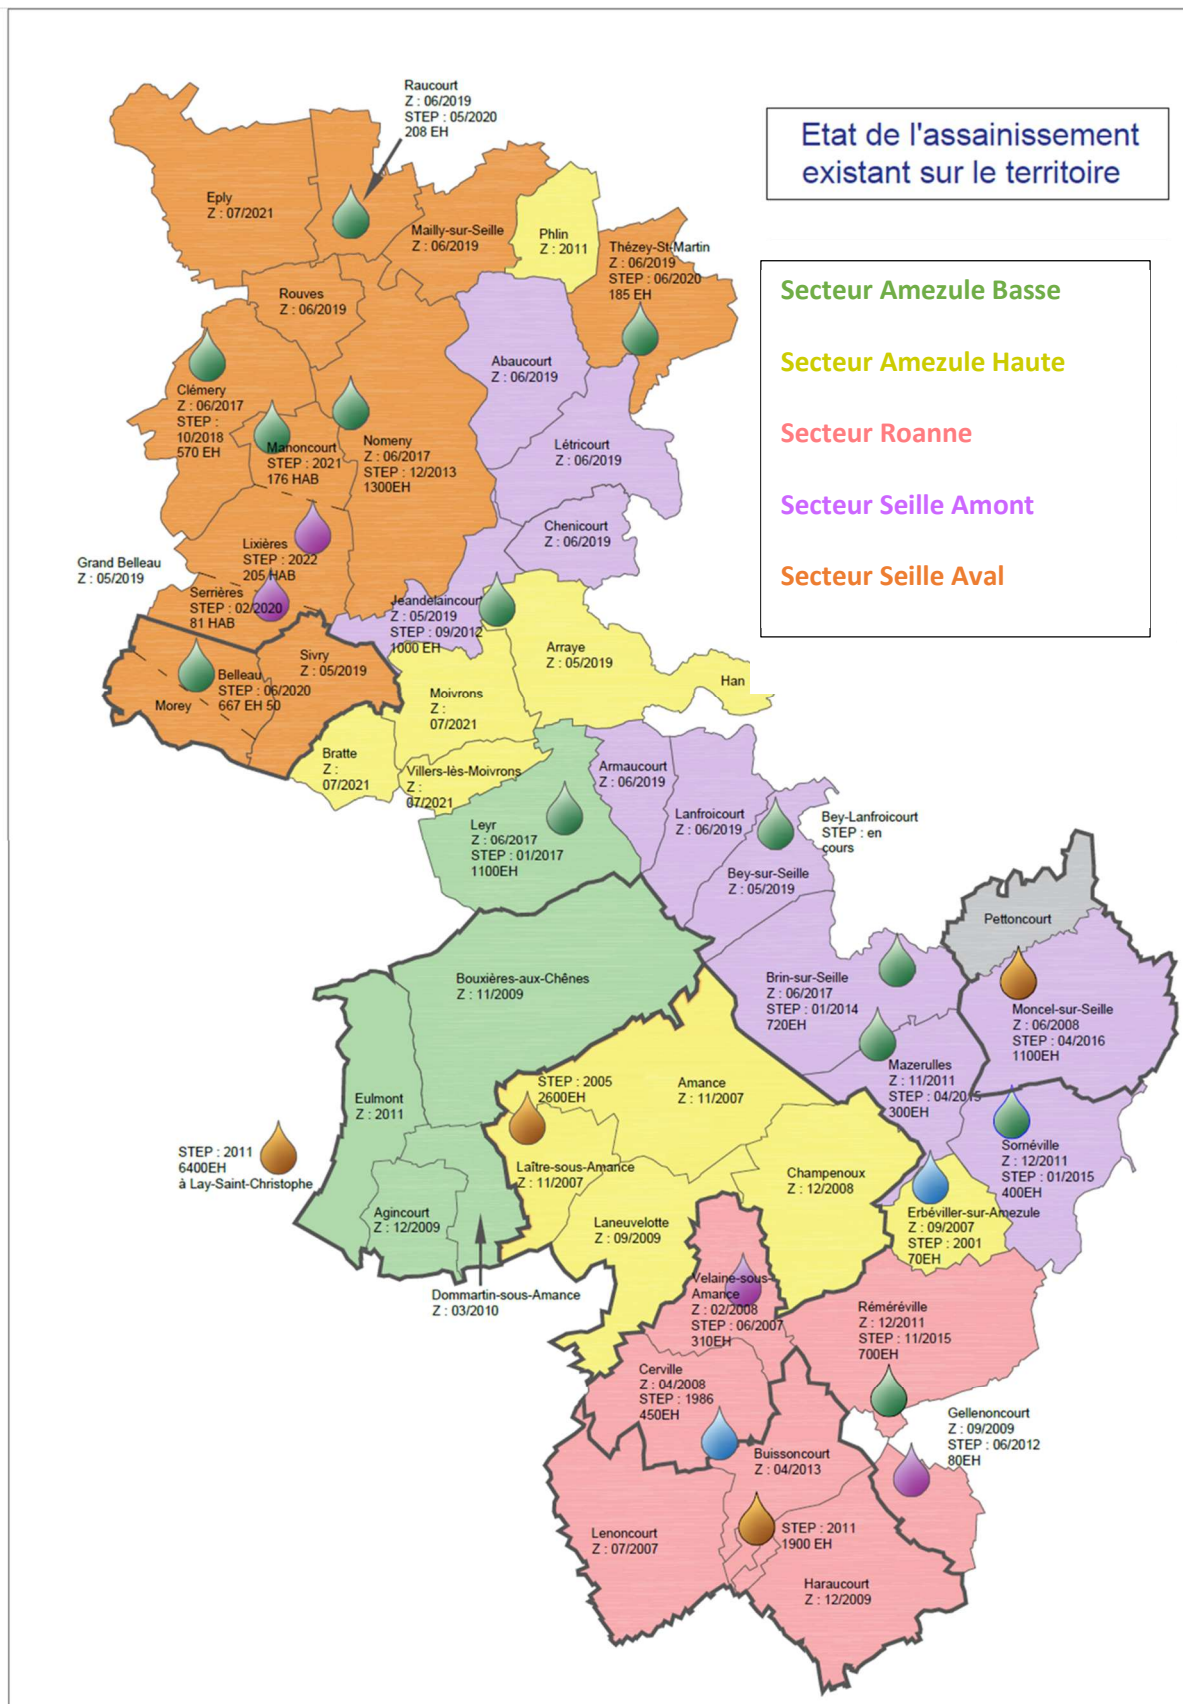 Etat de l'assainissement
existant sur le territoire
Secteur Amezule Basse
Secteur Amezule Haute
Secteur Roanne
Secteur Seille Amont
Secteur Seille Aval
Raucourt
Z : 06/2019
STEP : 05/2020
208 EH
Eply
Z : 07/2021
Mailly-sur-Seille
Z : 06/2019
Phlin
Z : 2011
Thézey-St-Martin
Z : 06/2019
STEP : 06/2020
185 EH
Rouves
Z : 06/2019
Abaucourt
Z : 06/2019
Clémery
Z : 06/2017
STEP :
10/2018
570 EH
Manoncourt
STEP : 2021
176 HAB
Nomeny
Z : 06/2017
STEP : 12/2013
1300EH
Létricourt
Z : 06/2019
Chenicourt
Z : 06/2019
Lixières
STEP : 2022
205 HAB
Grand Belleau
Z : 05/2019
Serrières
STEP : 02/2020
81 HAB
Jeandelaincourt
Z : 05/2019
STEP : 09/2012
1000 EH
Arraye
Z : 05/2019
Han
Sivry
Z : 05/2019
Belleau
STEP : 06/2020
667 EH 50
Morey
Moivrons
Z :
07/2021
Bratte
Z :
07/2021
Villers-lès-Moivrons
Z :
07/2021
Armaucourt
Z : 06/2019
Lanfroicourt
Z : 06/2019
Bey-Lanfroicourt
STEP : en
cours
Leyr
Z : 06/2017
STEP : 01/2017
1100EH
Bey-sur-Seille
Z : 05/2019
Pettoncourt
Bouxières-aux-Chênes
Z : 11/2009
Brin-sur-Seille
Z : 06/2017
STEP : 01/2014
720EH
Moncel-sur-Seille
Z : 06/2008
STEP : 04/2016
1100EH
Mazerulles
Z : 11/2011
STEP : 04/2015
300EH
STEP : 2005
2600EH
Amance
Z : 11/2007
Eulmont
Z : 2011
STEP : 2011
6400EH
à Lay-Saint-Christophe
Sornéville
Z : 12/2011
STEP : 01/2015
400EH
Laître-sous-Amance
Z : 11/2007
Champenoux
Z : 12/2008
Erbéviller-sur-Amezule
Z : 09/2007
STEP : 2001
70EH
Agincourt
Z : 12/2009
Laneuvelotte
Z : 09/2009
Dommartin-sous-Amance
Z : 03/2010
Velaine-sous-
Amance
Z : 02/2008
STEP : 06/2007
310EH
Réméréville
Z : 12/2011
STEP : 11/2015
700EH
Cerville
Z : 04/2008
STEP : 1986
450EH
Gellenoncourt
Z : 09/2009
STEP : 06/2012
80EH
Buissoncourt
Z : 04/2013
Lenoncourt
Z : 07/2007
STEP : 2011
1900 EH
Haraucourt
Z : 12/2009